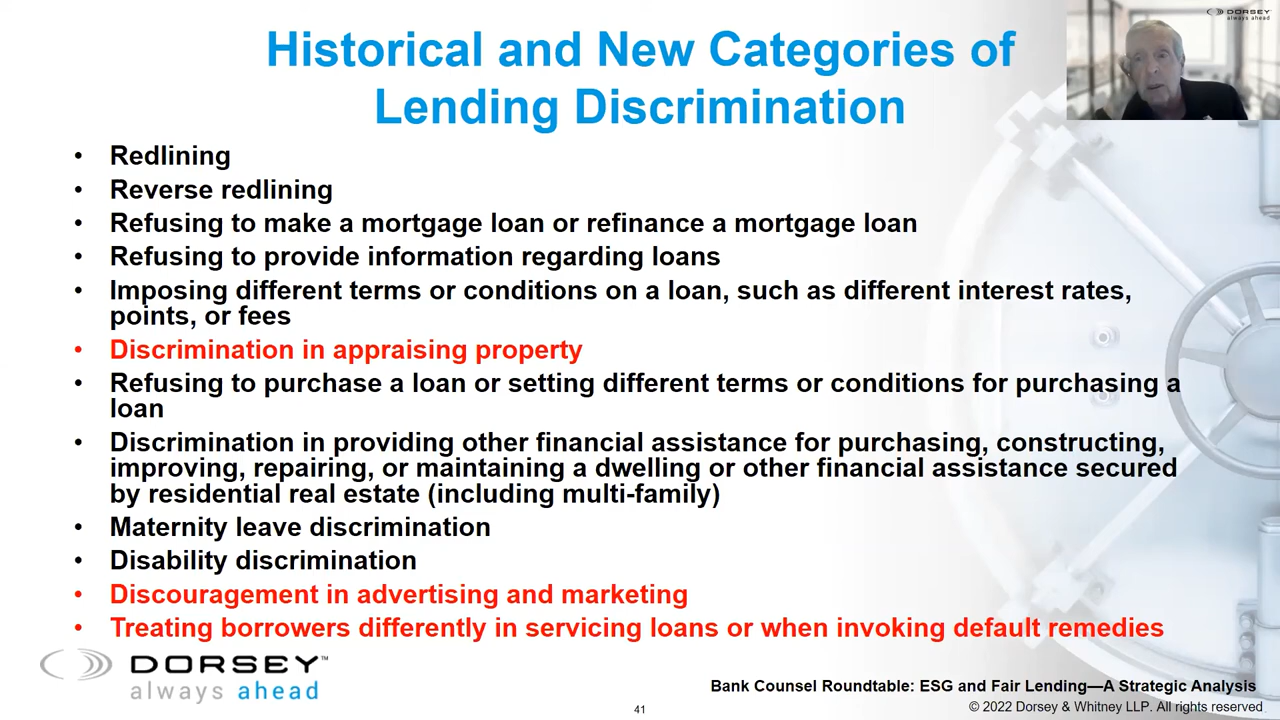 DORSEY
always ahead
Historical and New Categories of
Lending Discrimination
• Redlining
• Reverse redlining
• Refusing to make a mortgage loan or refinance a mortgage loan
• Refusing to provide information regarding loans
• Imposing different terms or conditions on a loan, such as different interest rates,
points, or fees
• Discrimination in appraising property
• Refusing to purchase a loan or setting different terms or conditions for purchasing a
loan
• Discrimination in providing other financial assistance for purchasing, constructing,
improving, repairing, or maintaining a dwelling or other financial assistance secured
by residential real estate (including multi-family)
• Maternity leave discrimination
• Disability discrimination
• Discouragement in advertising and marketing
• Treating borrowers differently in servicing loans or when invoking default remedies
DORSEY™
always ahead
Bank Counsel Roundtable: ESG and Fair Lending—A Strategic Analysis
41
© 2022 Dorsey & Whitney LLP. All rights reserved